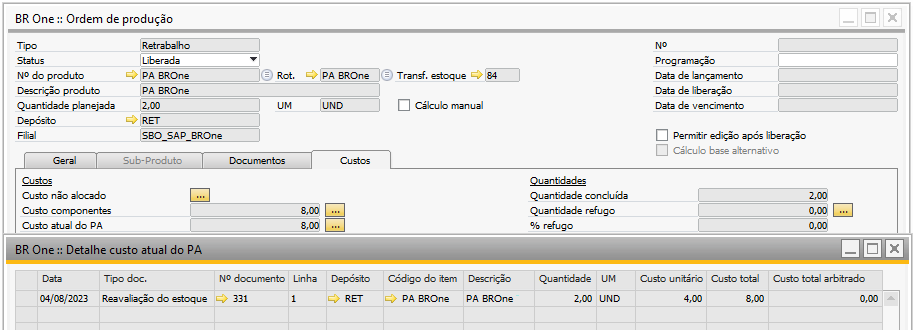 BR One :: Ordem de produção
Tipo Retrabalho Nº
Status Liberada Programação
Nº do produto PA BROne Rot. PA BROne Transf. estoque 84 Data de lançamento
Descrição produto PA BROne Data de liberação
Quantidade planejada 2,00 UM UND Cálculo manual Data de vencimento
Depósito RET
Filial SBO_SAP_BROne Permitir edição após liberação
Cálculo base alternativo
Geral Sub-Produto Documentos Custos
Custos Quantidades
Custo não alocado ... Quantidade concluída 2,00
Custo componentes 8,00 ... Quantidade refugo 0,00 ...
Custo atual do PA 8,00 ... % refugo 0,00
BR One :: Detalhe custo atual do PA
Data Tipo doc. Nº documento Linha Depósito Código do item Descrição Quantidade UM Custo unitário Custo total Custo total arbitrado
04/08/2023 Reavaliação do estoque 331 1 RET PA BROne PA BROne 2,00 UND 4,00 8,00 0,00